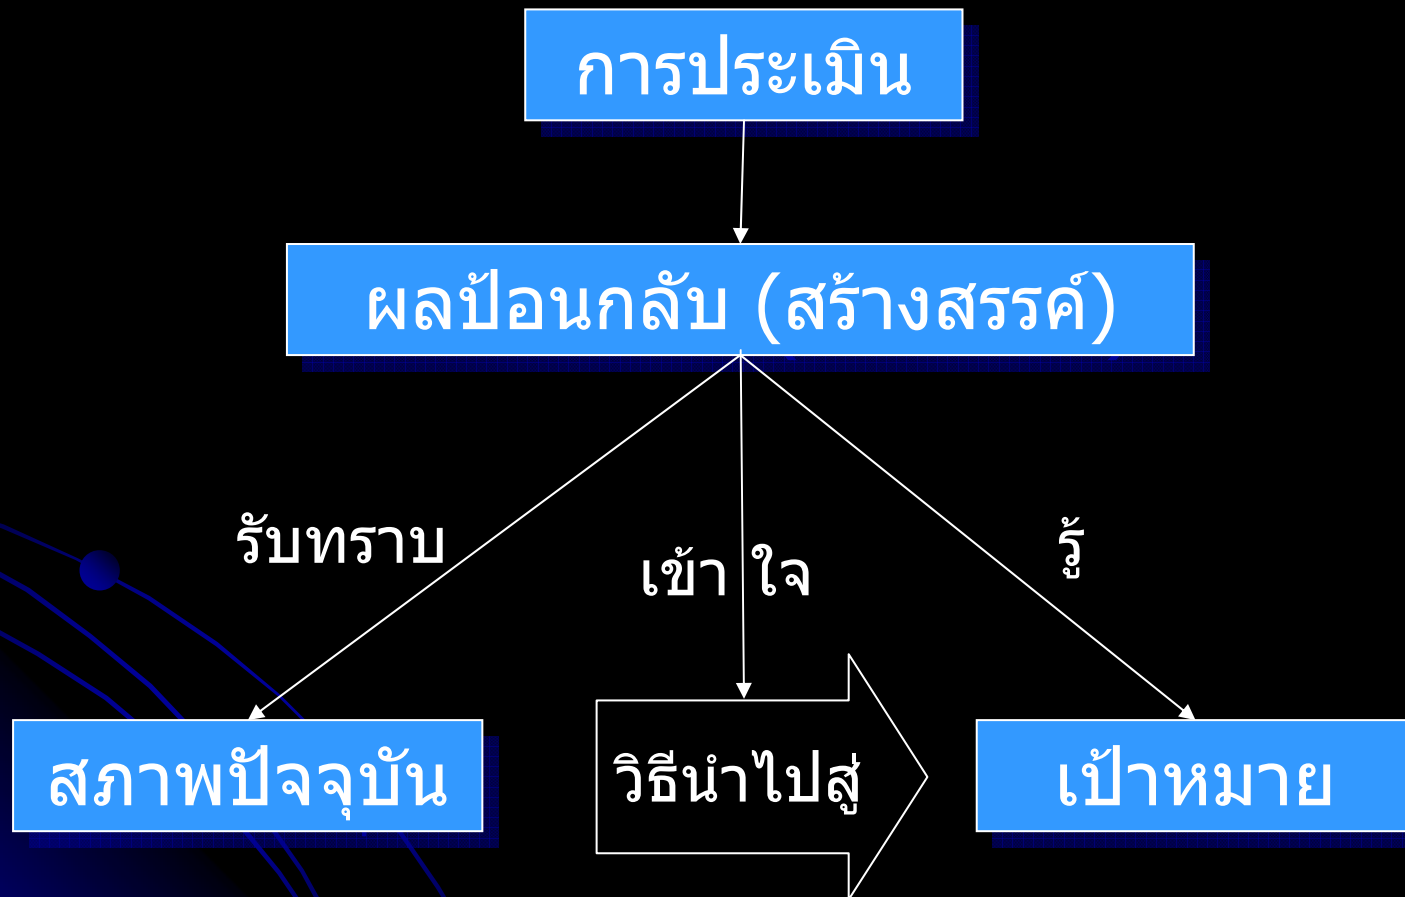 การประเมิน
ผลป้อนกลับ (สร้างสรรค์)
รับทราบ
เข้า ใจ
รู้
สภาพปัจจุบัน
วิธีนำไปสู่
เป้าหมาย